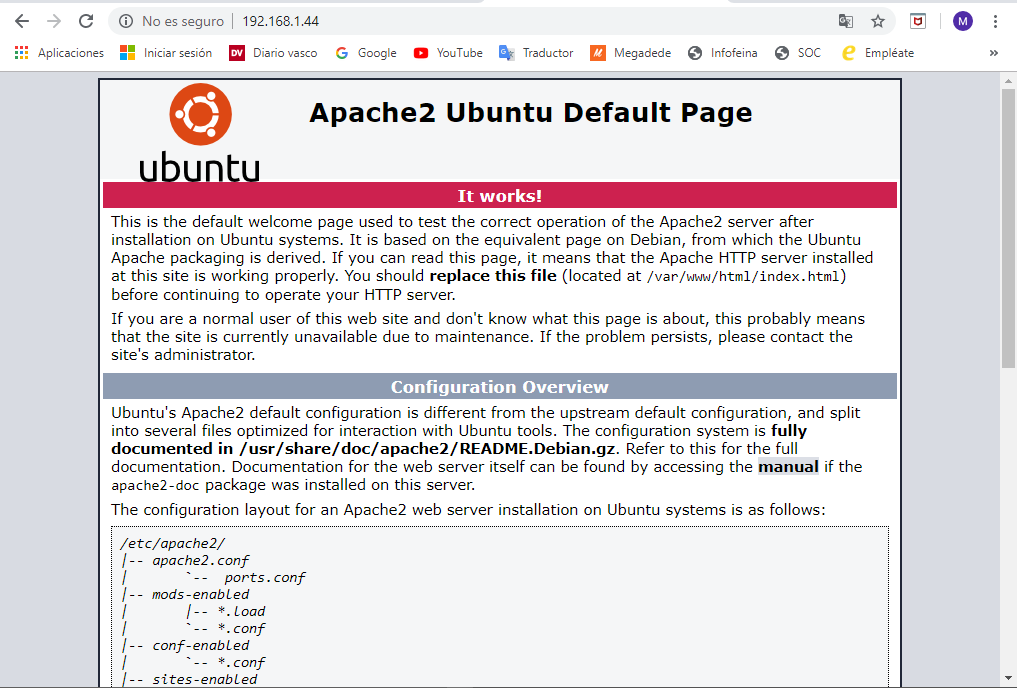 No es seguro | 192.168.1.44
M
Aplicaciones Iniciar sesión DV Diario vasco G Google YouTube Traductor Megadede Infofeina SOC Empléate »
ubuntu
Apache2 Ubuntu Default Page
It works!
This is the default welcome page used to test the correct operation of the Apache2 server after
installation on Ubuntu systems. It is based on the equivalent page on Debian, from which the Ubuntu
Apache packaging is derived. If you can read this page, it means that the Apache HTTP server installed
at this site is working properly. You should replace this file (located at /var/www/html/index.html)
before continuing to operate your HTTP server.
If you are a normal user of this web site and don't know what this page is about, this probably means
that the site is currently unavailable due to maintenance. If the problem persists, please contact the
site's administrator.
Configuration Overview
Ubuntu's Apache2 default configuration is different from the upstream default configuration, and split
into several files optimized for interaction with Ubuntu tools. The configuration system is fully
documented in /usr/share/doc/apache2/README.Debian.gz. Refer to this for the full
documentation. Documentation for the web server itself can be found by accessing the manual if the
apache2-doc package was installed on this server.
The configuration layout for an Apache2 web server installation on Ubuntu systems is as follows:
/etc/apache2/
|-- apache2.conf
|       `--  ports.conf
|-- mods-enabled
|       |-- *.load
|       `-- *.conf
|-- conf-enabled
|       `-- *.conf
|-- sites-enabled